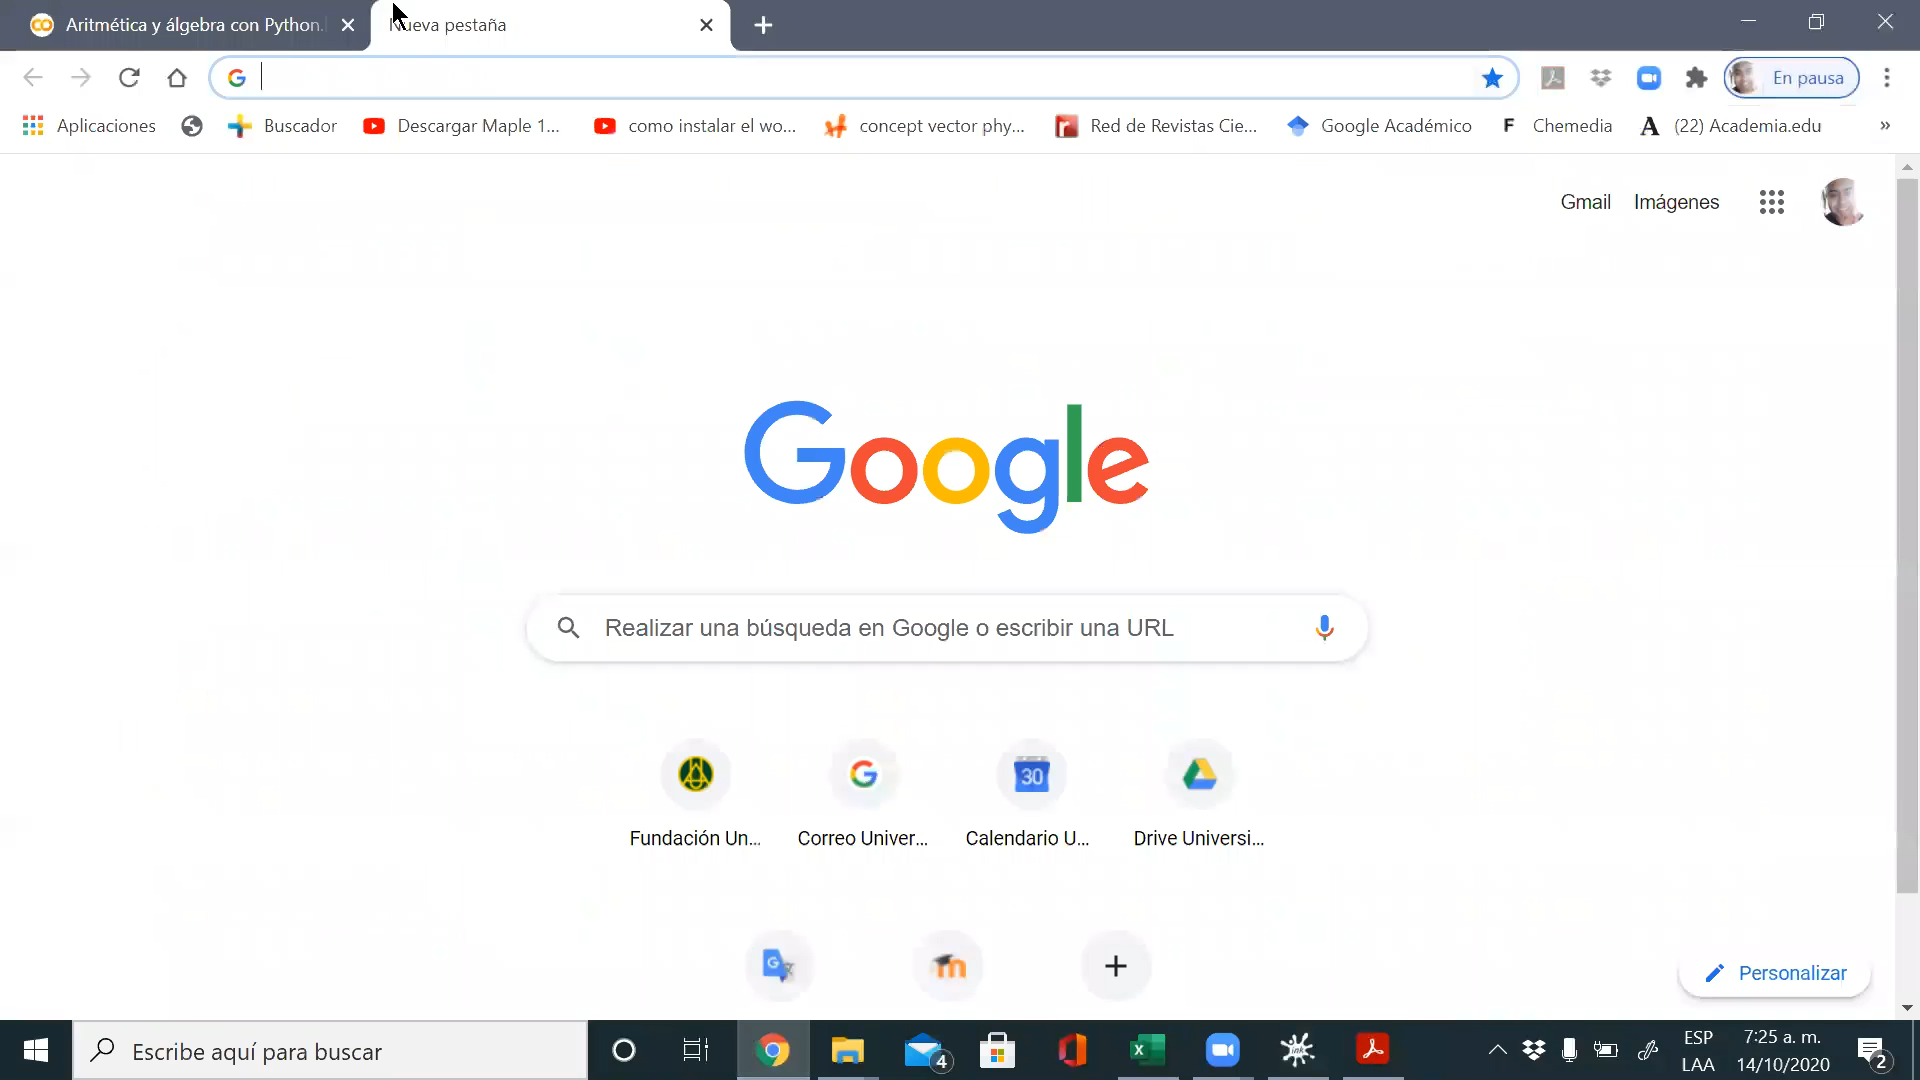 Aritmética y álgebra con Python.
Nueva pestaña
En pausa
Aplicaciones
Buscador
Descargar Maple 1...
como instalar el wo...
concept vector phy...
Red de Revistas Cie...
Google Académico
F Chemedia
A (22) Academia.edu
»
Gmail
Imágenes
Google
Realizar una búsqueda en Google o escribir una URL
30
Fundación Un...
Correo Univer...
Calendario U...
Drive Universi...
Personalizar
Escribe aquí para buscar
4
ESP
LAA
7:25 a. m.
14/10/2020
2